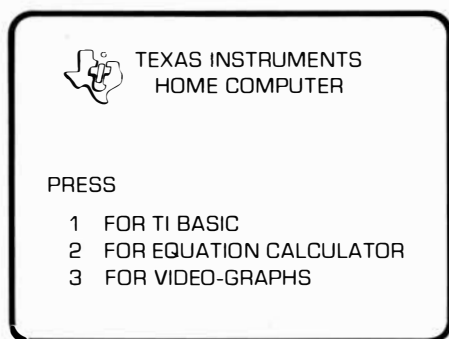 TEXAS INSTRUMENTS
HOME COMPUTER
PRESS
1 FOR TI BASIC
2 FOR EQUATION CALCULATOR
3 FOR VIDEO-GRAPHS